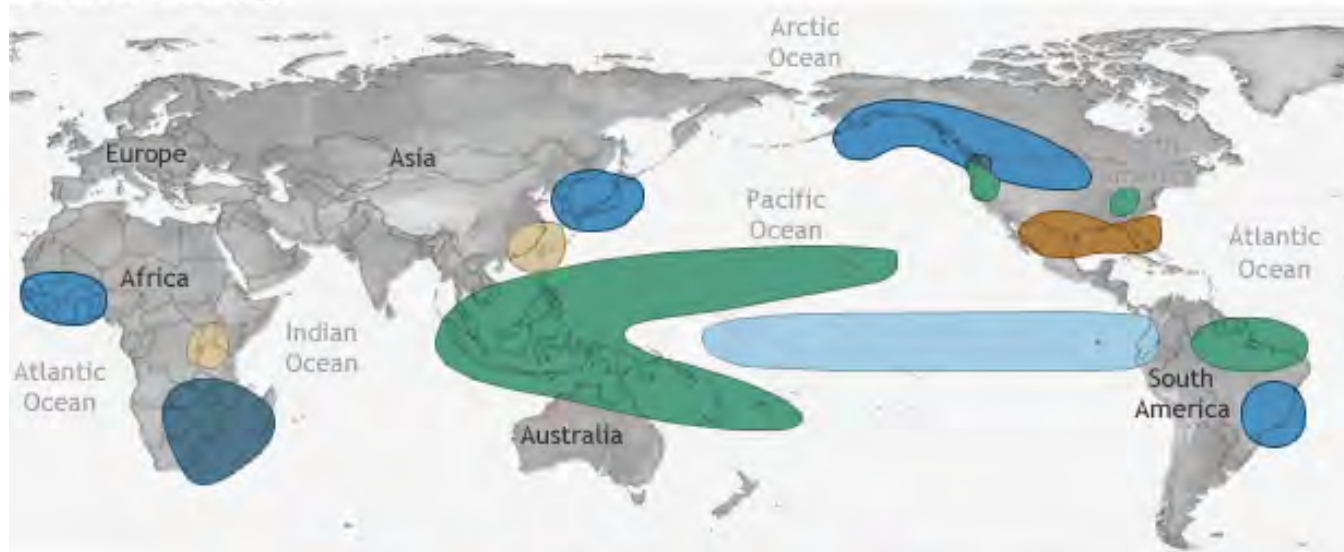 Arctic
Ocean
Europe
Asia
Pacific
Ocean
Atlantic
Ocean
Africa
Indian
Ocean
Atlantic
Ocean
South
America
Australia